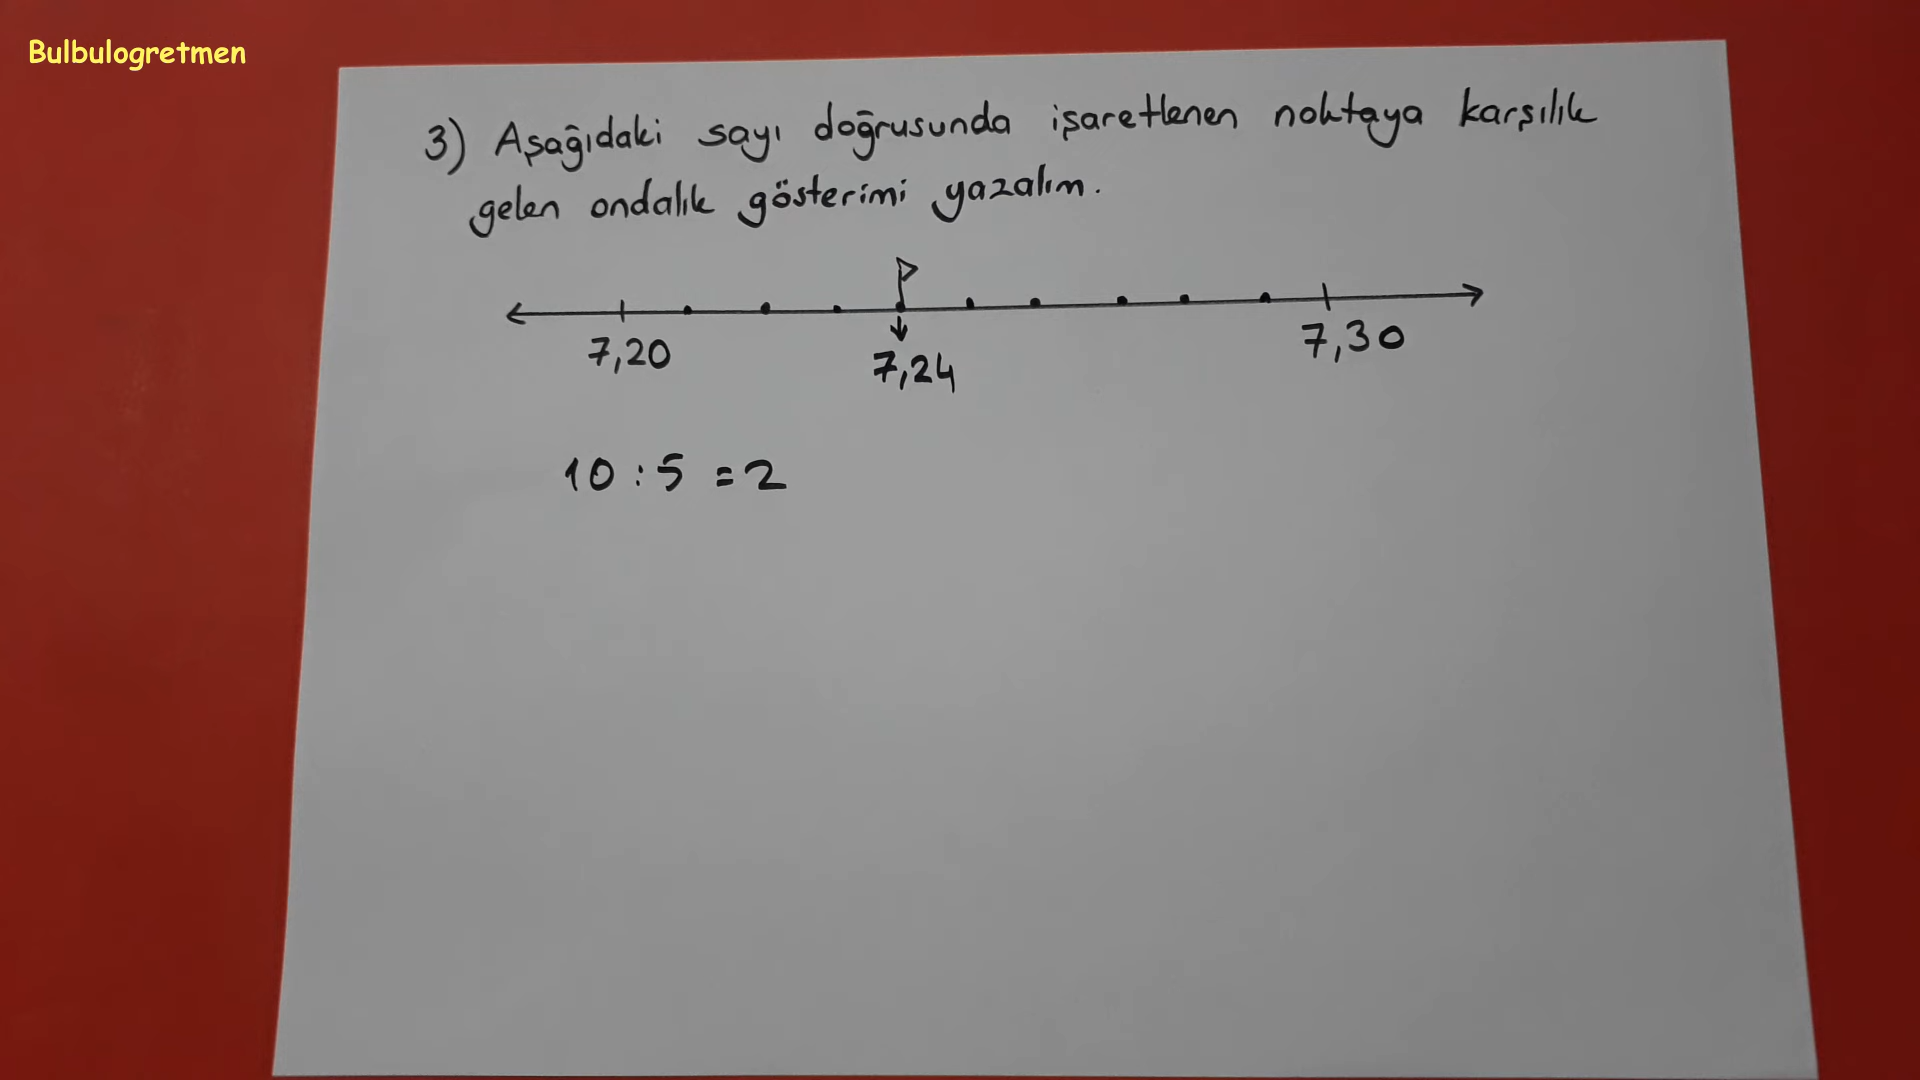 Bulbulogretmen
3) Aşağıdaki sayı doğrusunda işaretlenen noktaya karşılık
gelen ondalık gösterimi yazalım.
7,20
7,24
7,30
10 : 5 = 2